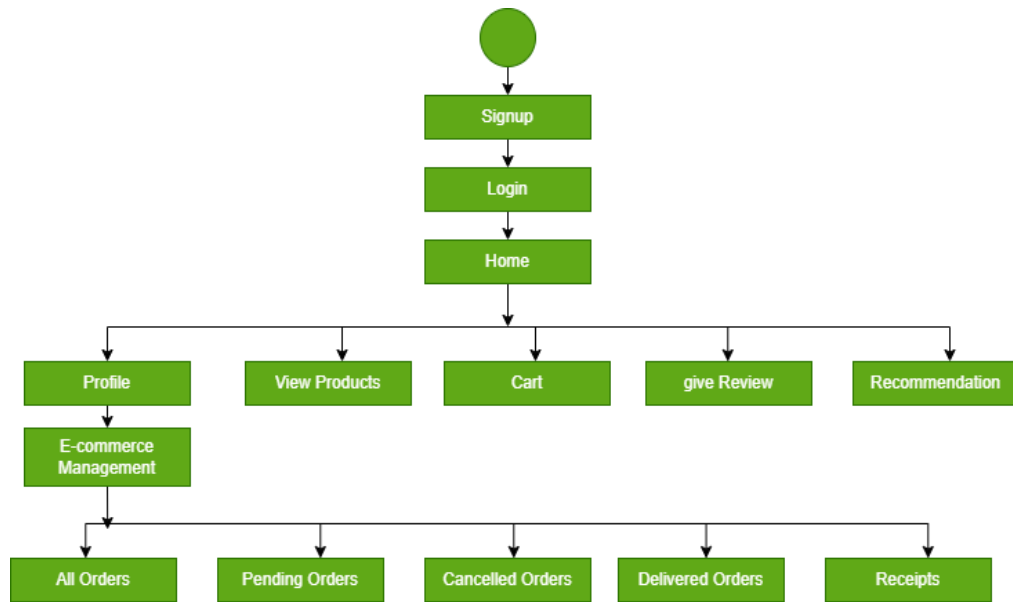 Signup
Login
Home
Profile
View Products
Cart
give Review
Recommendation
E-commerce
Management
All Orders
Pending Orders
Cancelled Orders
Delivered Orders
Receipts